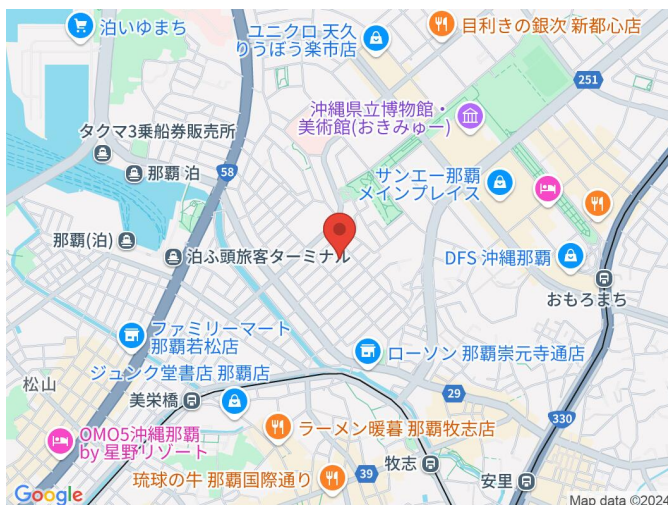 泊いゆまち
ユニクロ 天久
りうぼう楽市店
目利きの銀次 新都心店
251
沖縄県立博物館・
美術館(おきみゅー)
タクマ3乗船券販売所
那覇 泊
58
サンエー那覇
メインプレイス
那覇(泊)
泊ふ頭旅客ターミナル
DFS 沖縄那覇
おもろまち
ファミリーマート
那覇若松店
ローソン 那覇崇元寺通店
ジュンク堂書店 那覇店
松山
美栄橋
29
330
OMO5沖縄那覇
by 星野リゾート
ラーメン暖暮 那覇牧志店
牧志
安里
琉球の牛 那覇国際通り
39
Google
Map data ©2024